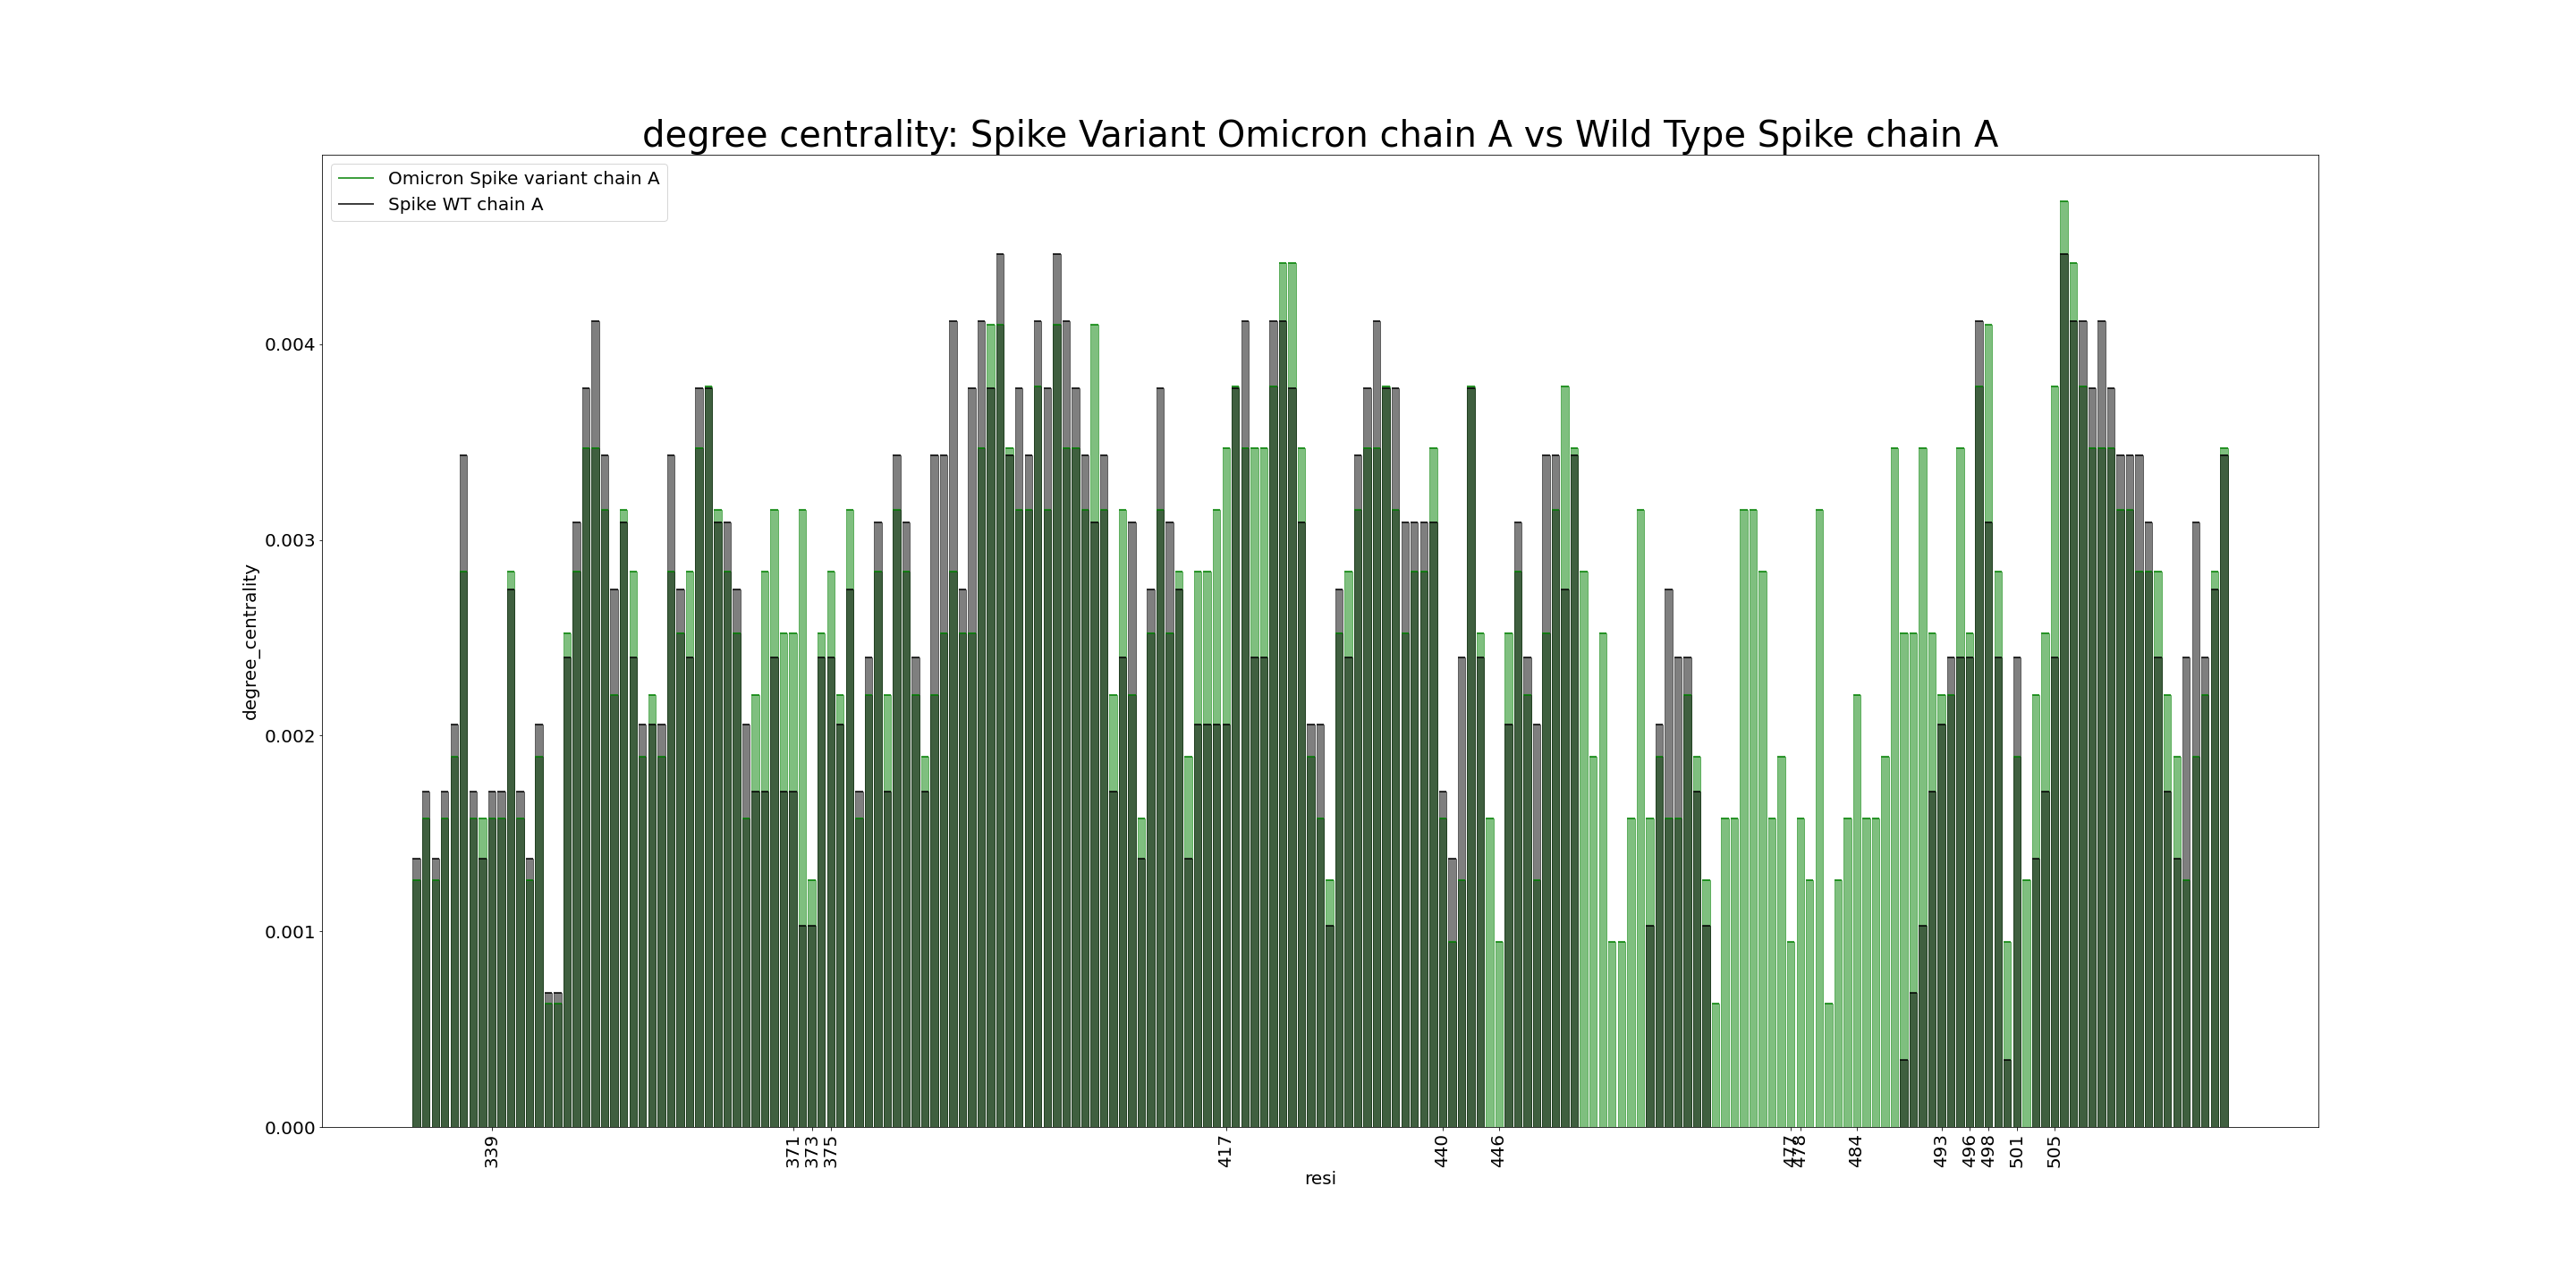 degree centrality: Spike Variant Omicron chain A vs Wild Type Spike chain A
Omicron Spike variant chain A
Spike WT chain A
degree_centrality
0.004
0.003
0.002
0.001
0.000
339 371 373 375 417 440 446 477 478 484 493 496 498 501 505
resi